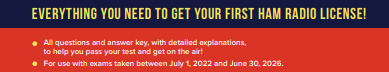 EVERYTHING YOU NEED TO GET YOUR FIRST HAM RADIO LICENSE!
All questions and answer key, with detailed explanations,
to help you pass your test and get on the air!
For use with exams taken between July 1, 2022 and June 30, 2026.